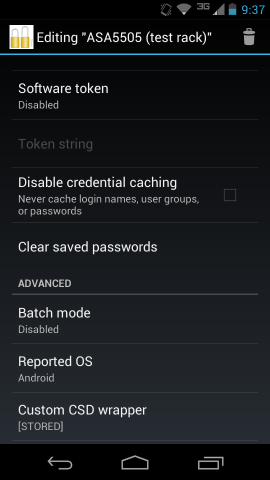 3G 9:37
Editing "ASA5505 (test rack)"
Software token
Disabled
Token string
Disable credential caching
Never cache login names, user groups,
or passwords
Clear saved passwords
ADVANCED
Batch mode
Disabled
Reported OS
Android
Custom CSD wrapper
[STORED]